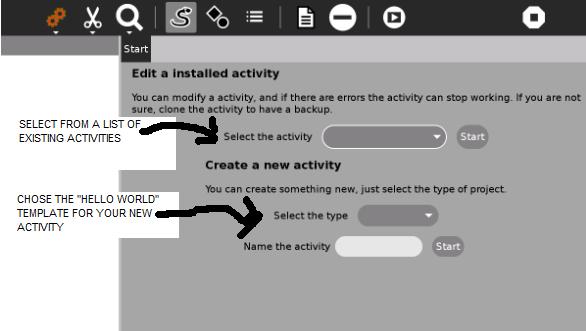 Start
Edit a installed activity
You can modify a activity, and if there are errors the activity can stop working. If you are not
sure, clone the activity to have a backup.
SELECT FROM A LIST OF
EXISTING ACTIVITIES
Select the activity
Start
Create a new activity
You can create something new, just select the type of project.
CHOSE THE "HELLO WORLD"
TEMPLATE FOR YOUR NEW
ACTIVITY
Select the type
Name the activity
Start